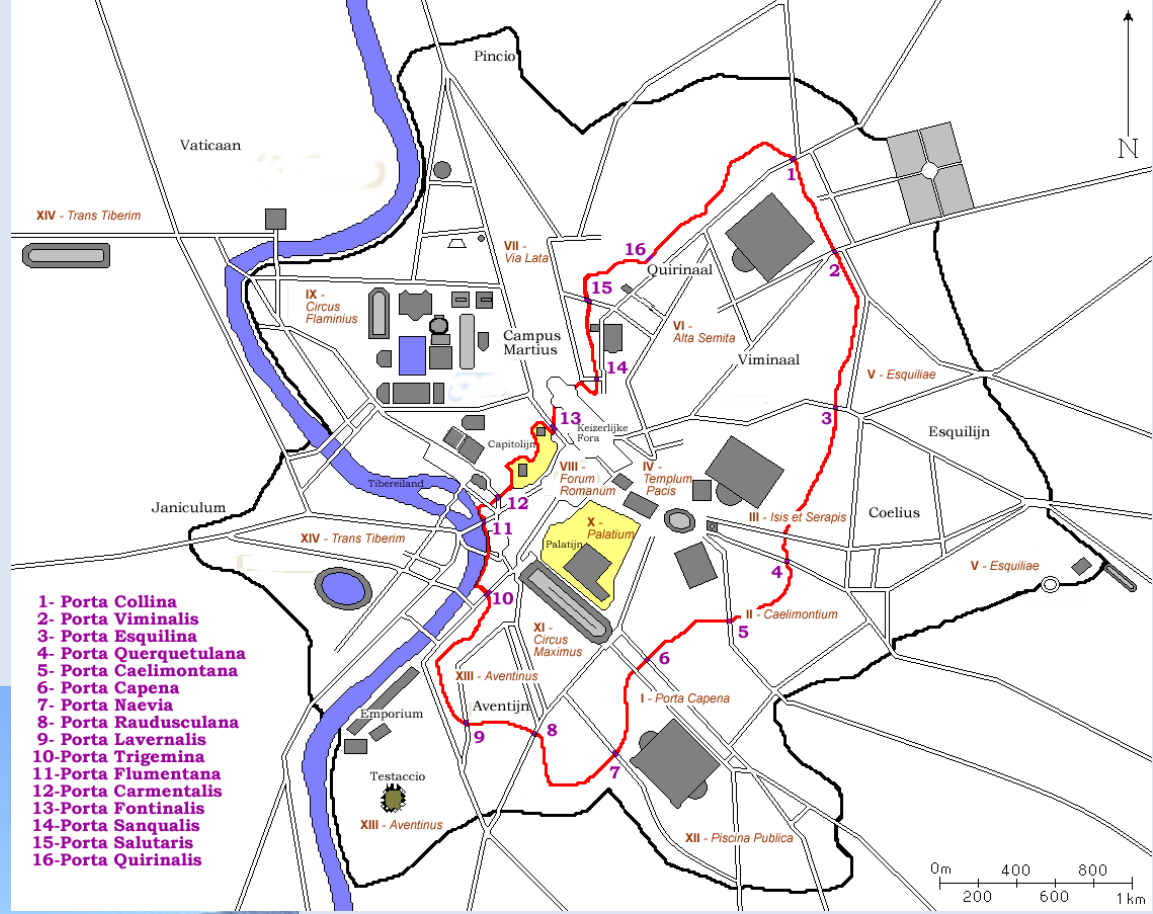 Pincio
Vaticaan
N
XIV - Trans Tiberim
VII -
Via Lata
1
2
16
Quirinaal
15
IX -
Circus
Flaminius
VI -
Alta Semita
Campus
Martius
Viminaal
14
V - Esquiliae
3
13
Keizerlijke
Fora
Esquilijn
Capitolijn
VIII -
Forum
Romanum
IV -
Templum
Pacis
Tibereiland
12
Janiculum
11
X -
Palatium
III - Isis et Serapis
Coelius
XIV - Trans Tiberim
Palatijn
4
V - Esquiliae
10
II - Caelimontium
5
XI -
Circus
Maximus
6
XIII - Aventinus
I - Porta Capena
Aventijn
Emporium
9
8
7
Testaccio
XIII - Aventinus
XII - Piscina Publica
1- Porta Collina
2- Porta Viminalis
3- Porta Esquilina
4- Porta Querquetulana
5- Porta Caelimontana
6- Porta Capena
7- Porta Naevia
8- Porta Raudusculana
9- Porta Lavernalis
10-Porta Trigemina
11-Porta Flumentana
12-Porta Carmentalis
13-Porta Fontinalis
14-Porta Sanqualis
15-Porta Salutaris
16-Porta Quirinalis
0m 400 800
200 600 1km